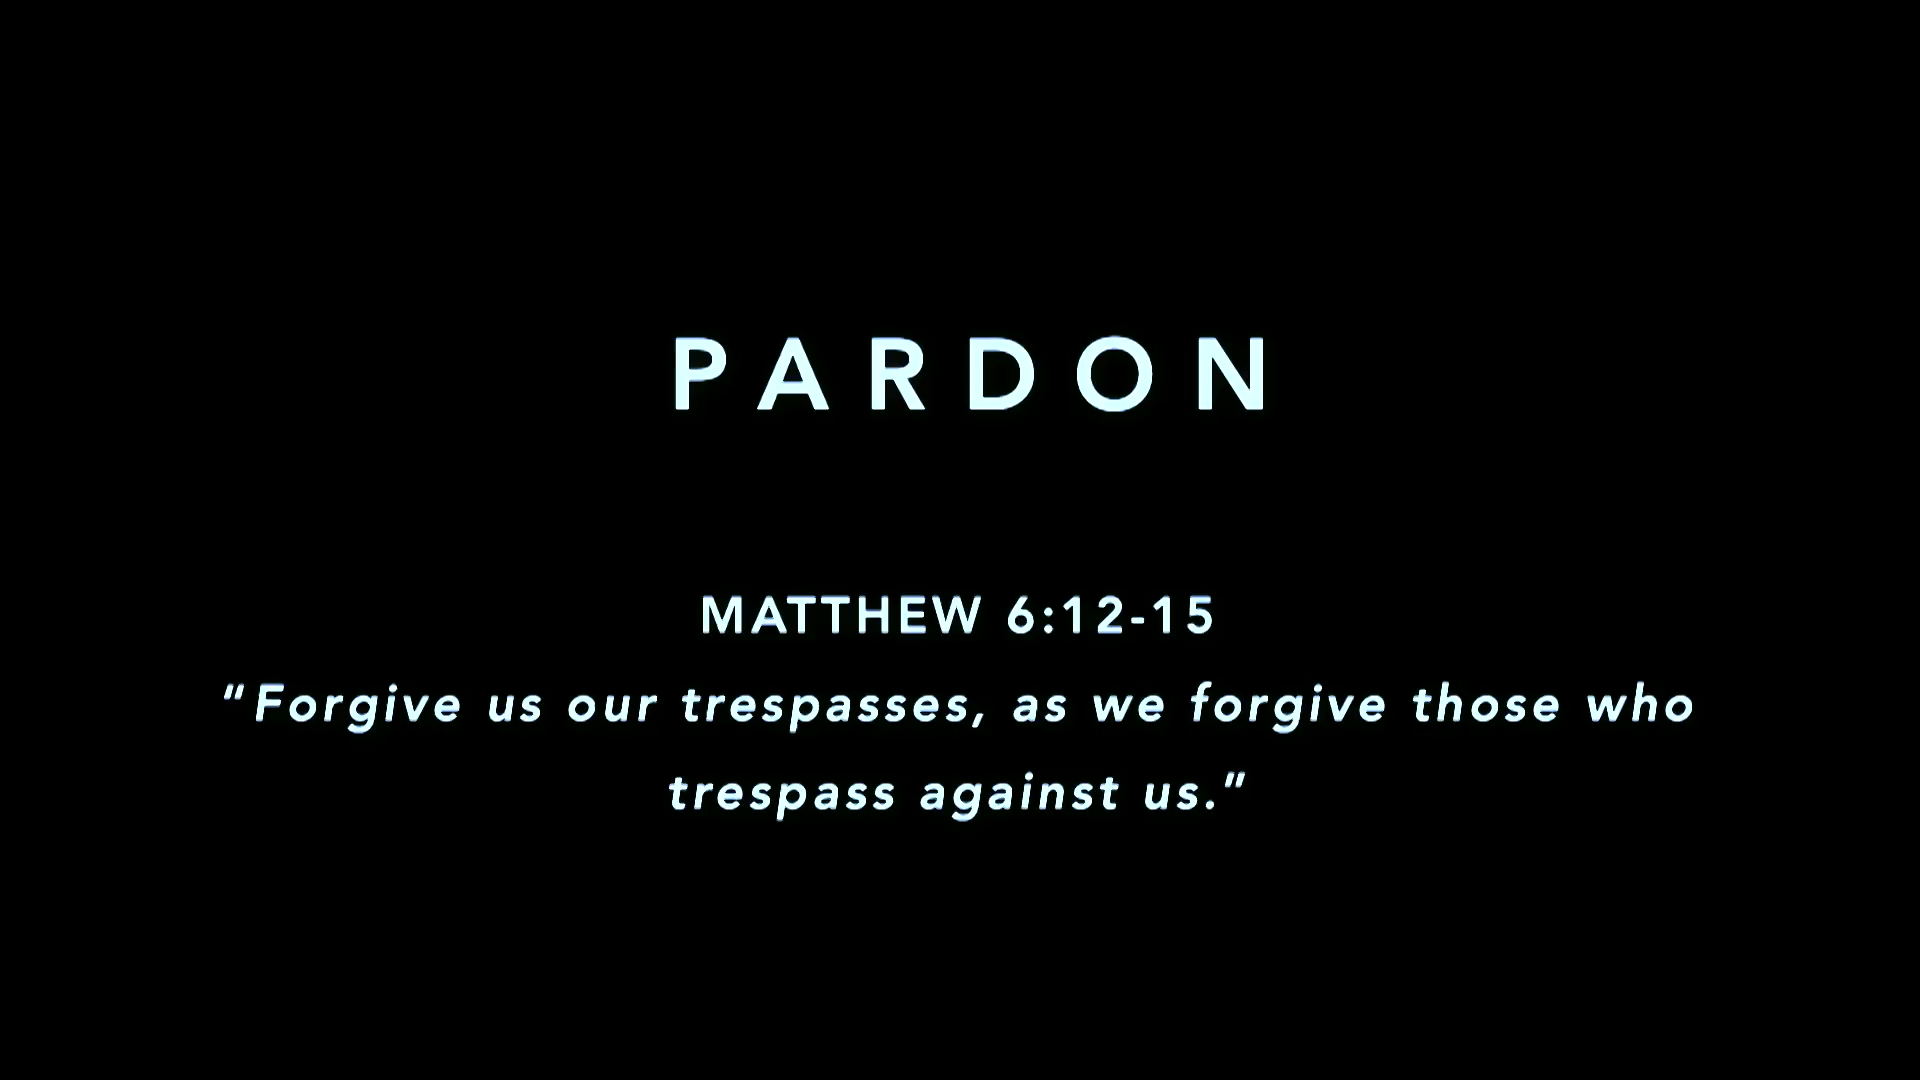 PARDON
MATTHEW 6:12-15
"Forgive us our trespasses, as we forgive those who
trespass against us."